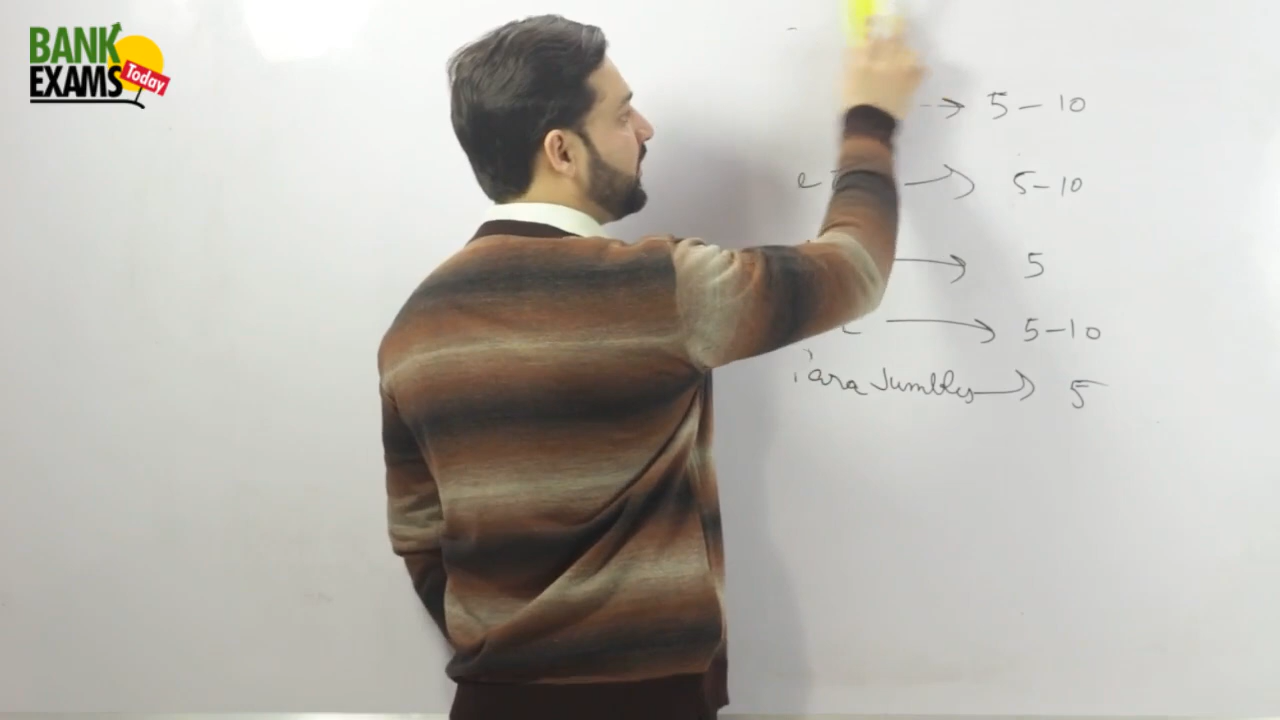 BANK
EXAMS Today
→ 5 - 10
→ 5 - 10
→ 5
→ 5 - 10
Para Jumbles → 5